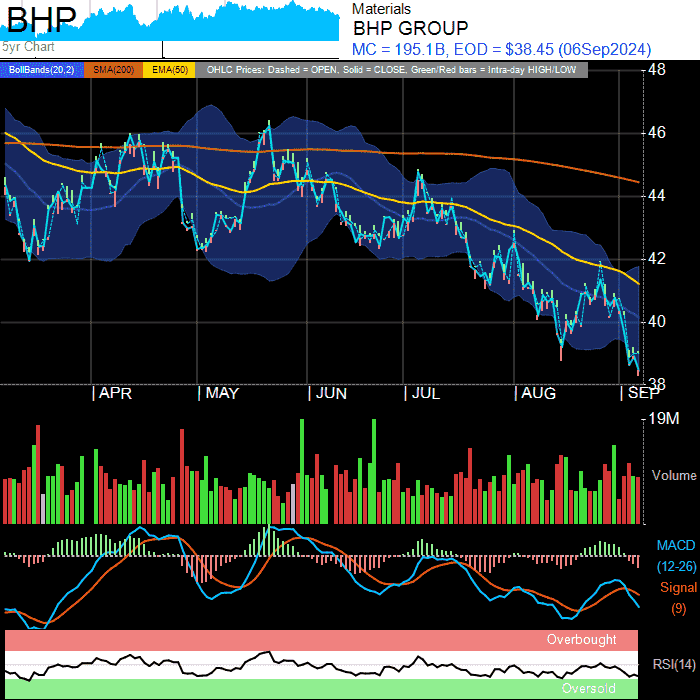 BHP
5yr Chart
Materials
BHP GROUP
MC = 195.1B, EOD = $38.45 (06Sep2024)
BollBands(20,2) SMA(200) EMA(50) OHLC Prices: Dashed = OPEN, Solid = CLOSE, Green/Red bars = Intra-day HIGH/LOW
48
46
44
42
40
38
| APR | MAY | JUN | JUL | AUG | SEP
19M
Volume
MACD
(12-26)
Signal
(9)
Overbought
RSI(14)
Oversold